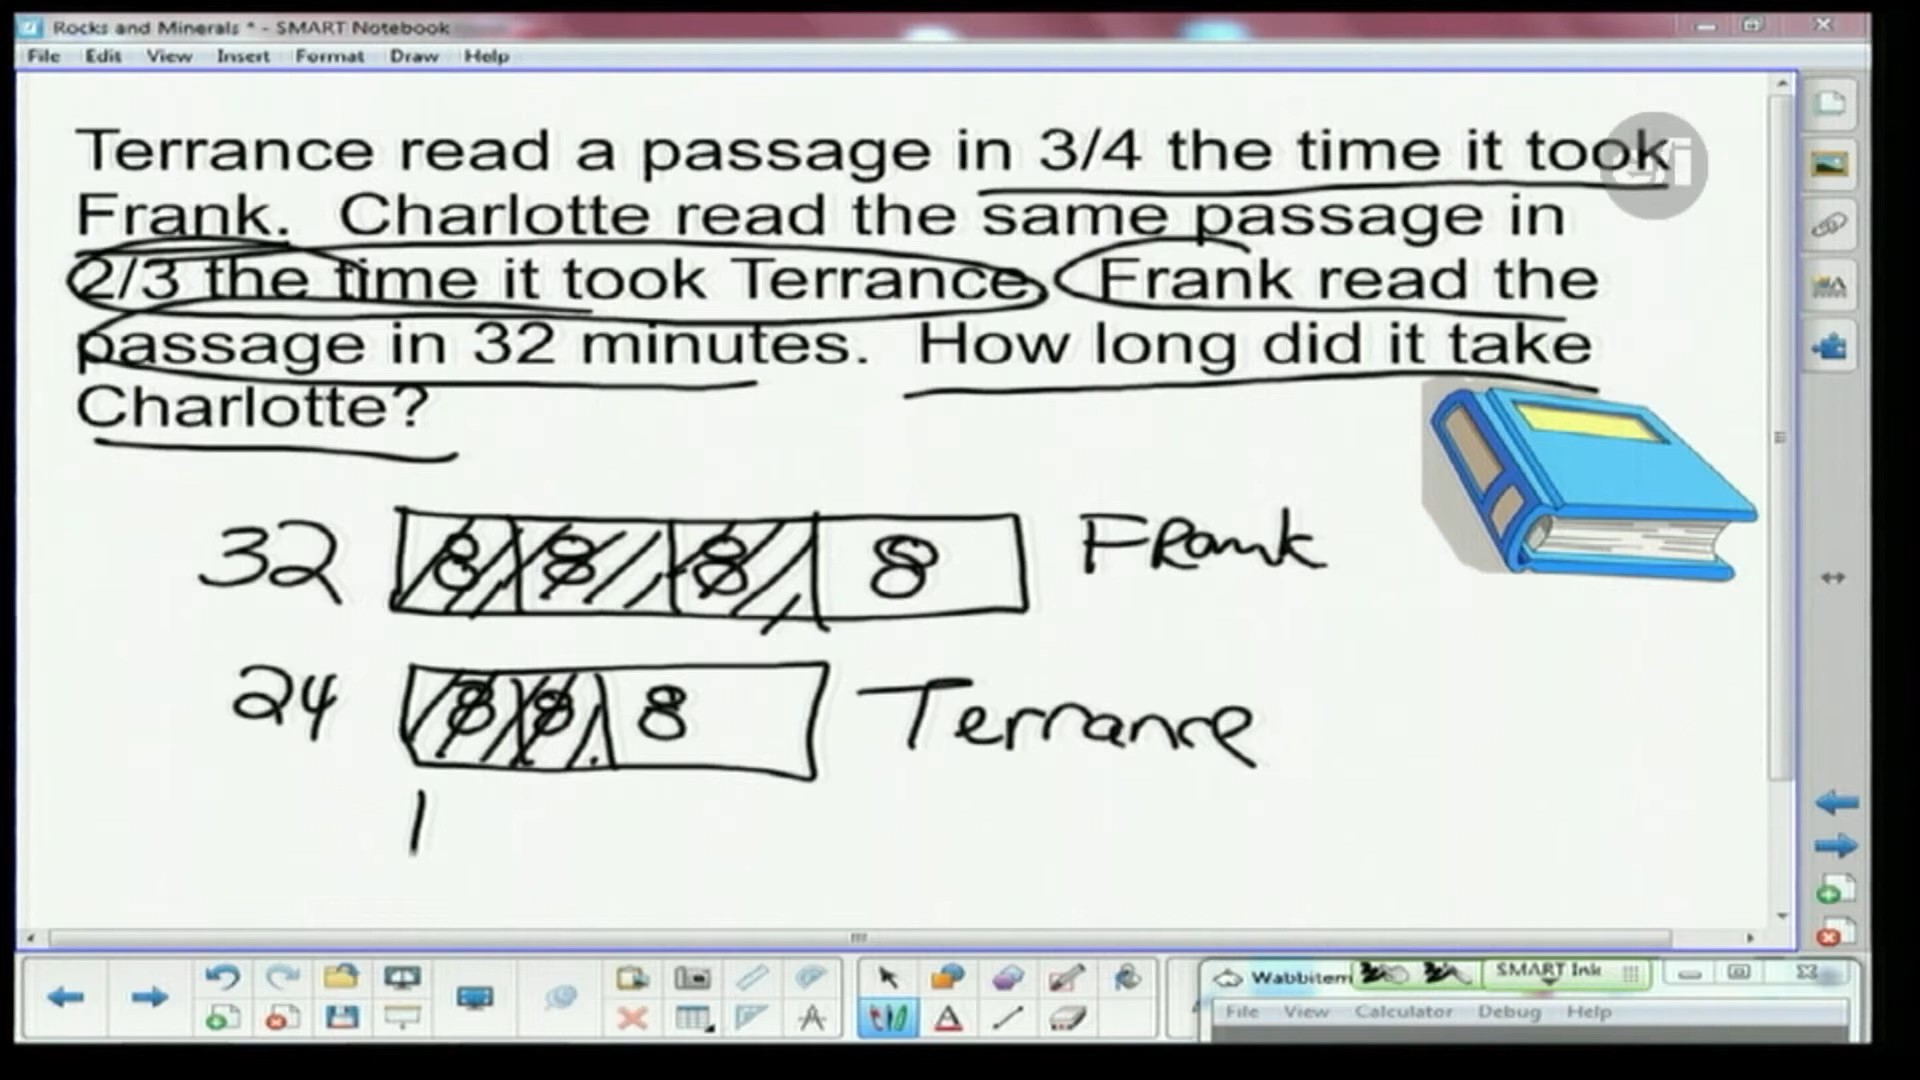 Rocks and Minerals * - SMART Notebook
File Edit View Insert Format Draw Help
Terrance read a passage in 3/4 the time it took
Frank. Charlotte read the same passage in
2/3 the time it took Terrance. Frank read the
passage in 32 minutes. How long did it take
Charlotte?
32 8 8 8 8 Frank
24 8 8 8 Terrance
SMART Ink
File View Calculator Debug Help